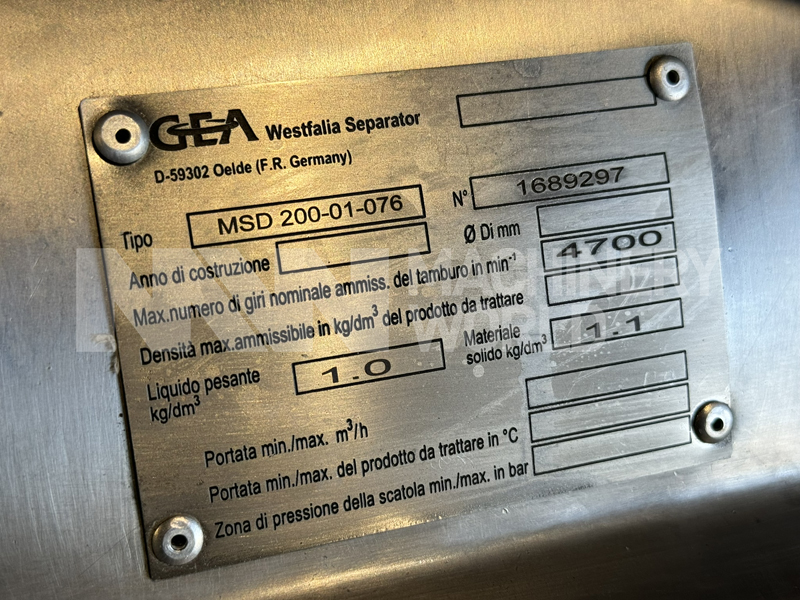 GEA Westfalia Separator
D-59302 Oelde (F.R. Germany)
Tipo MSD 200-01-076 N° 1689297
Anno di costruzione Ø Di mm
Max.numero di giri nominale ammiss. del tamburo in min⁻¹ 4700
Densità max.ammissibile in kg/dm³ del prodotto da trattare
Liquido pesante kg/dm³ 1.0 Materiale solido kg/dm³ 1.1
Portata min./max. m³/h
Portata min./max. del prodotto da trattare in °C
Zona di pressione della scatola min./max. in bar
MACHINERY
WORLD